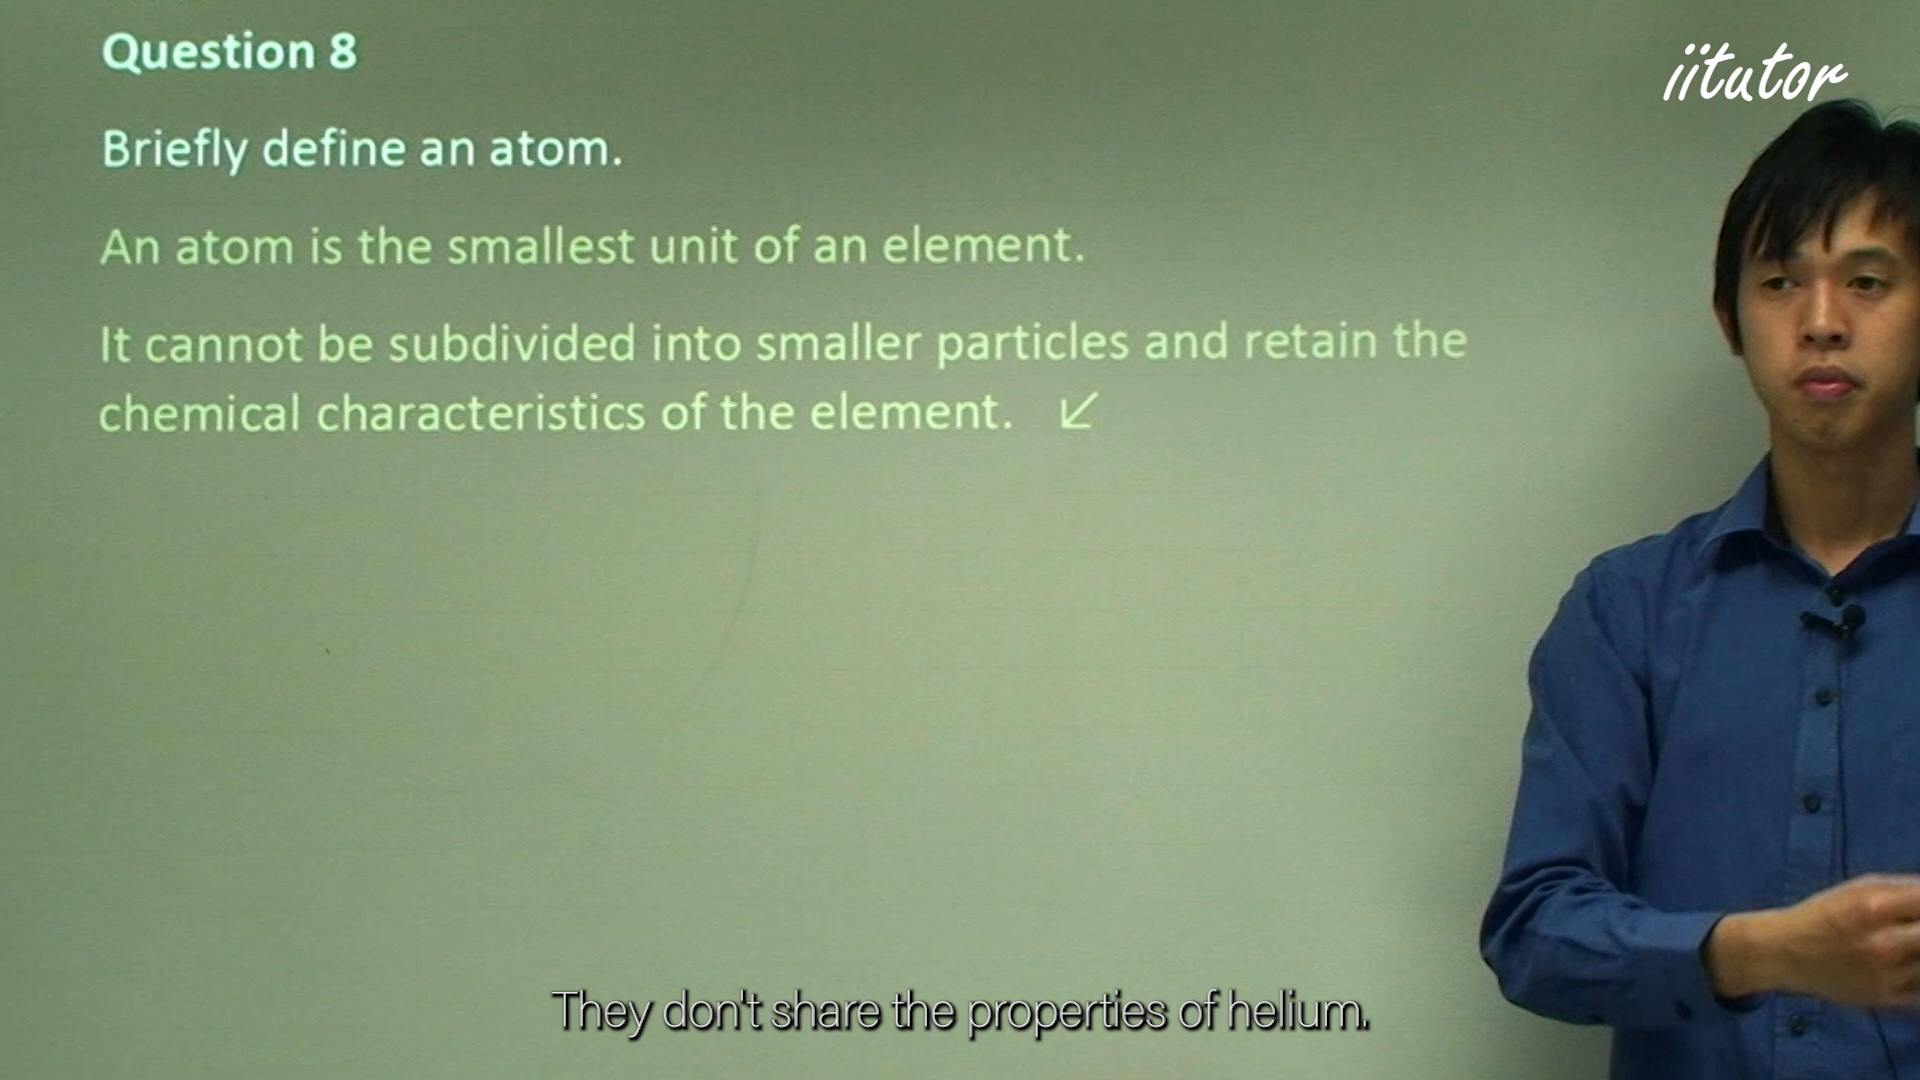 Question 8
iitutor
Briefly define an atom.
An atom is the smallest unit of an element.
It cannot be subdivided into smaller particles and retain the
chemical characteristics of the element.
They don't share the properties of helium.